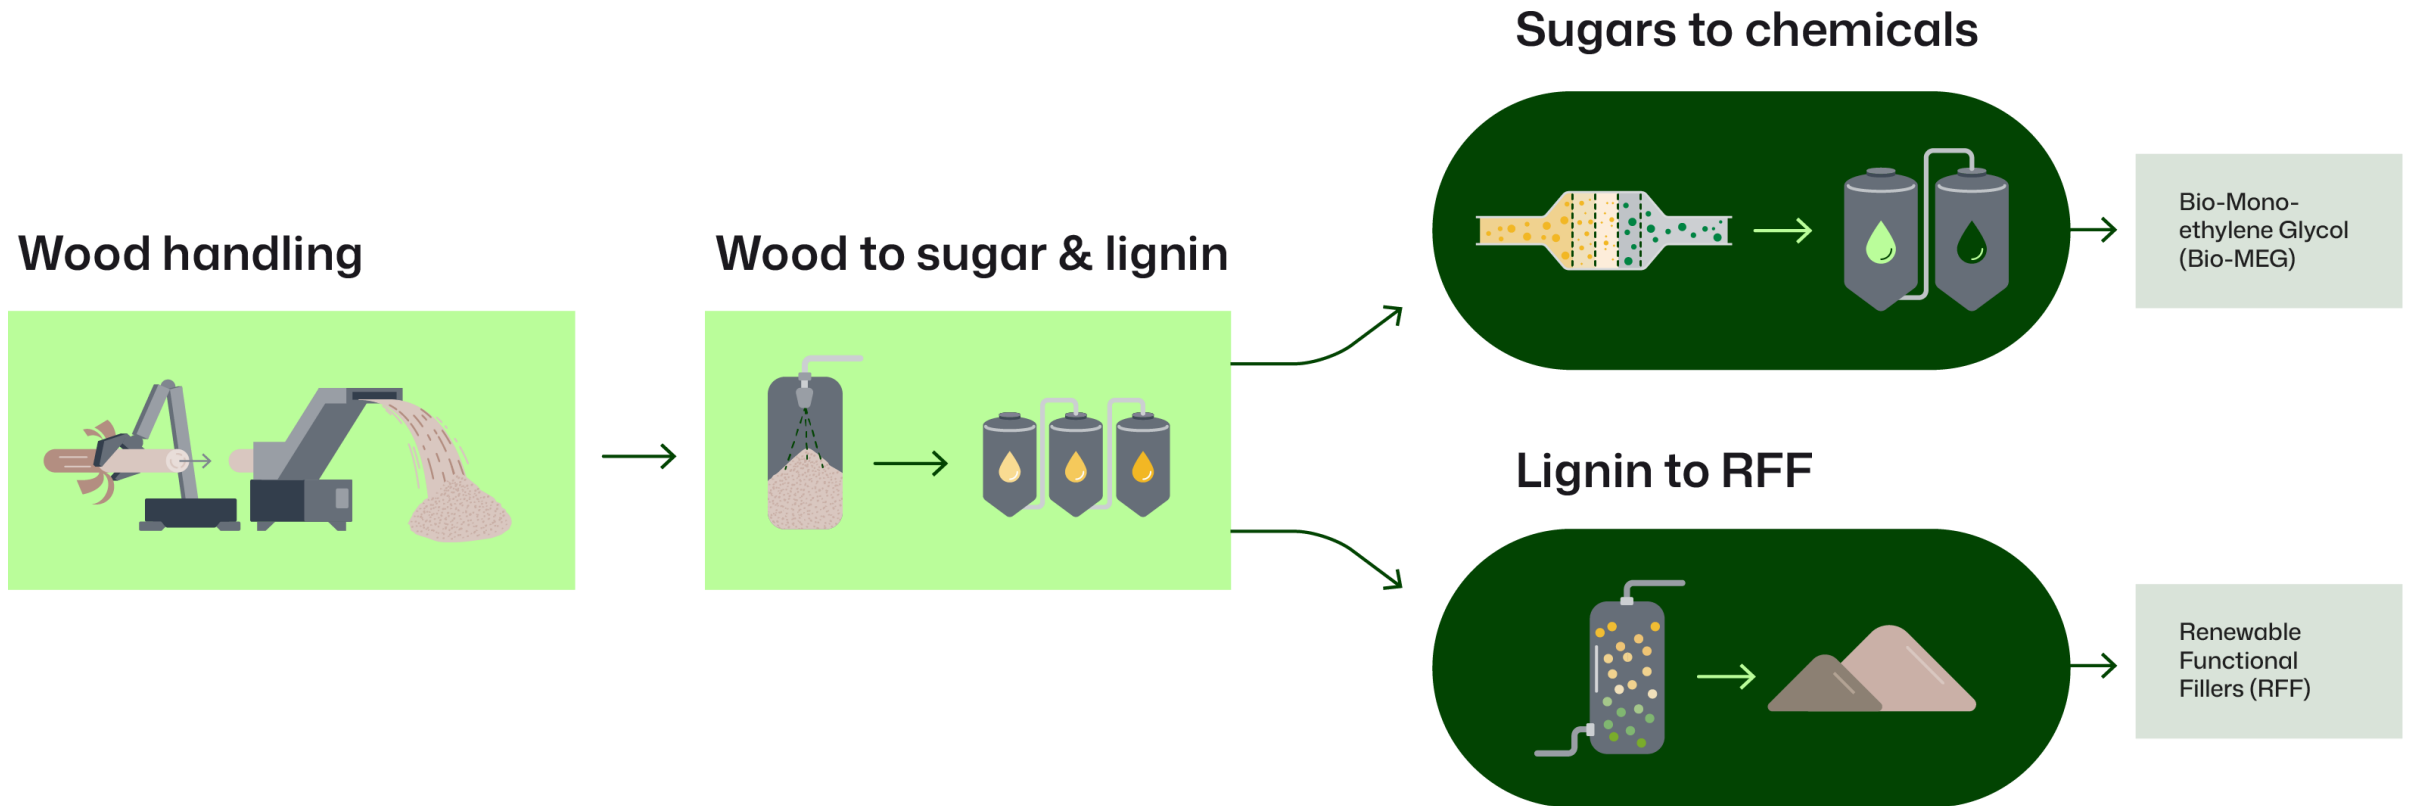 Wood handling
Wood to sugar & lignin
Sugars to chemicals
Bio-Mono-
ethylene Glycol
(Bio-MEG)
Lignin to RFF
Renewable
Functional
Fillers (RFF)